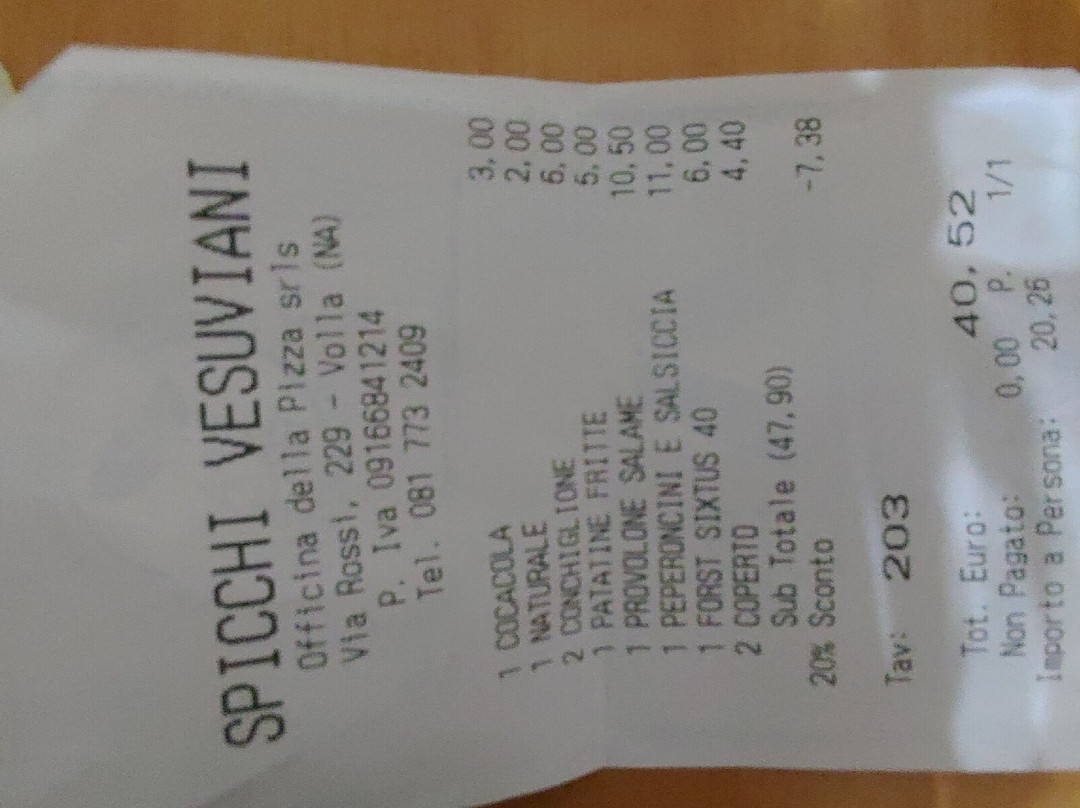 SPICCHI VESUVIANI
Officina della Pizza srls
Via Rossi, 229 - Volla (NA)
P. Iva 09166841214
Tel. 081 773 2409
1 COCACOLA 3,00
1 NATURALE 2,00
2 CONCHIGLIONE 6,00
1 PATATINE FRITTE 5,00
1 PROVOLONE SALAME 10,50
1 PEPERONCINI E SALSICCIA 11,00
1 FORST SIXTUS 40 6,00
2 COPERTO 4,40
Sub Totale (47,90)
20% Sconto -7,38
Tav: 203
Tot. Euro: 40,52
Non Pagato: 0,00 P. 1/1
Importo a Persona: 20,26